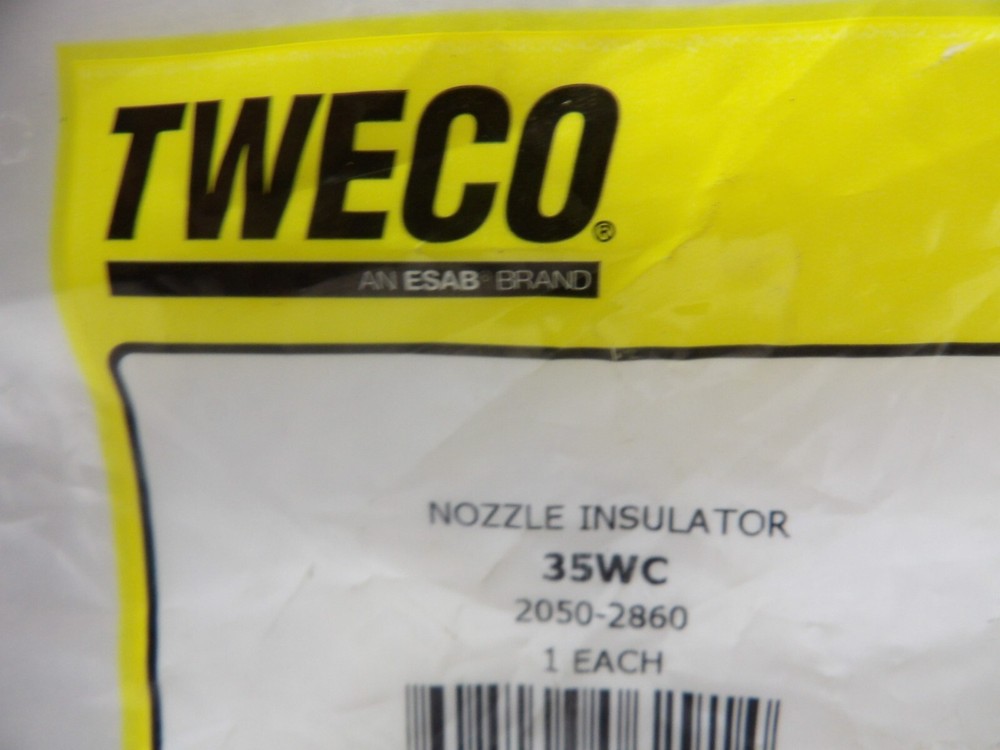 TWECO®
AN ESAB® BRAND
NOZZLE INSULATOR
35WC
2050-2860
1 EACH